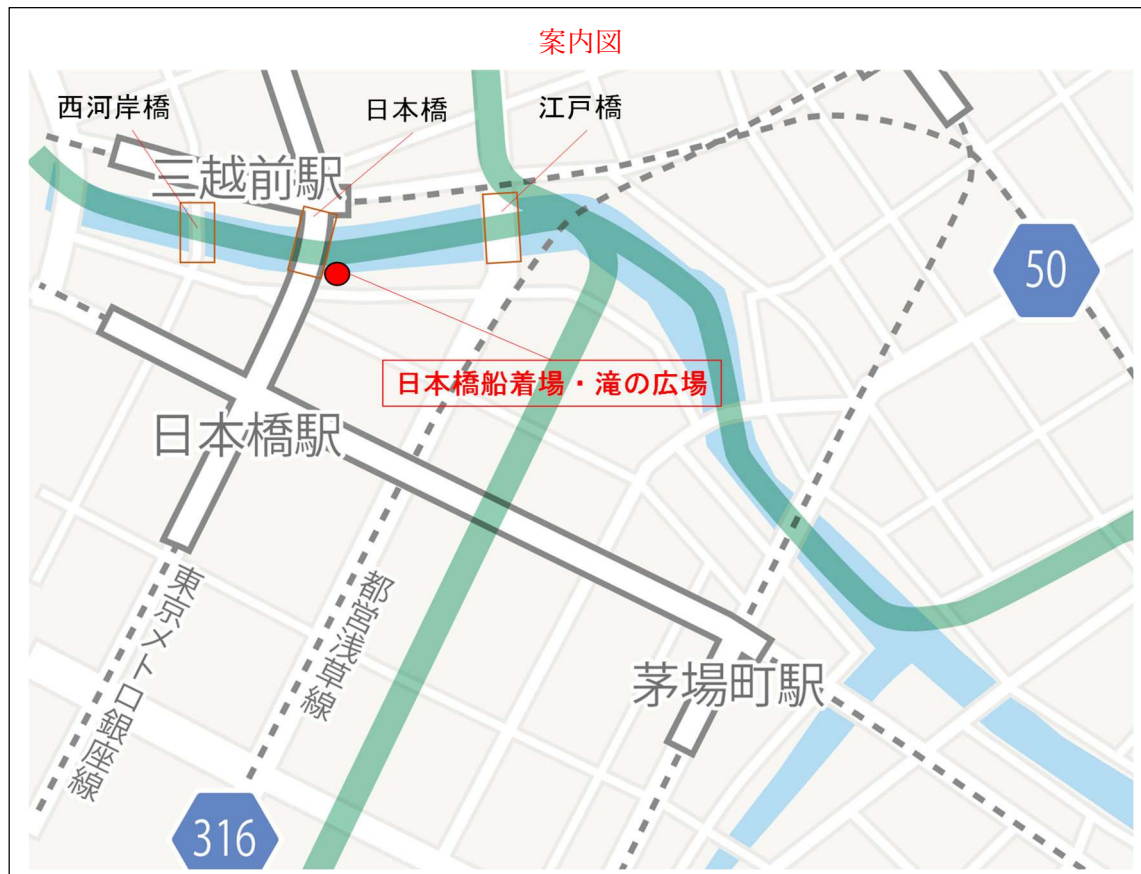 案内図
西河岸橋
日本橋
江戸橋
三越前駅
50
日本橋船着場・滝の広場
日本橋駅
東京メトロ銀座線
都営浅草線
茅場町駅
316